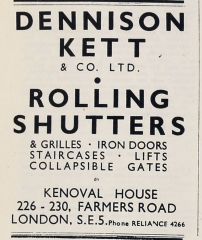 DENNISON
KETT
& CO. LTD.
•
ROLLING
SHUTTERS
& GRILLES • IRON DOORS
STAIRCASES • LIFTS
COLLAPSIBLE GATES
KENOVAL HOUSE
226 - 230, FARMERS ROAD
LONDON, S.E.5. Phone RELIANCE 4266